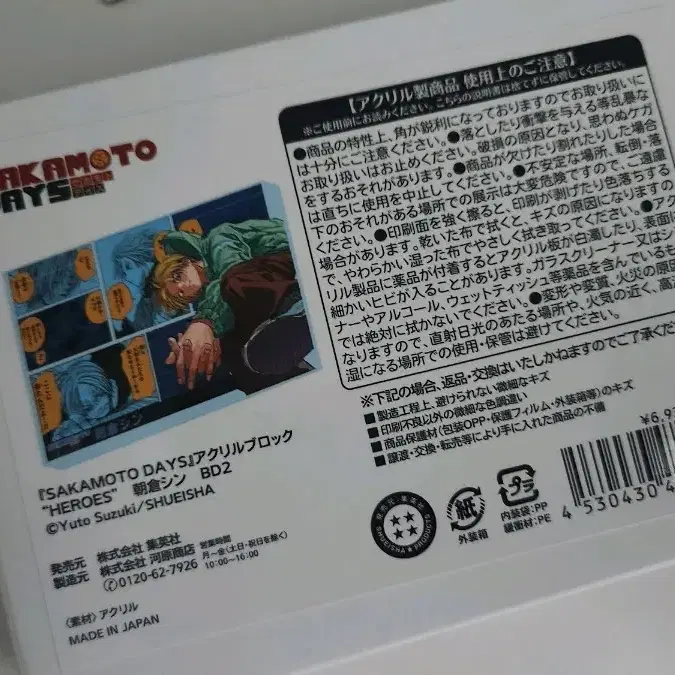 SAKAMOTO
DAYS
朝倉シン
『SAKAMOTO DAYS』アクリルブロック
"HEROES" 朝倉シン BD2
©Yuto Suzuki/SHUEISHA
発売元 株式会社 集英社
製造元 株式会社 河原商店
✆0120-62-7926
営業時間
月～金(土・日・祝日を除く)
10:00～16:00
〈素材〉アクリル
MADE IN JAPAN
【アクリル製商品 使用上のご注意】
※ご使用前にお読みください。こちらの説明書は捨てずに保管してください。
●商品の特性上、角が鋭利になっておりますのでお取り扱いに
は十分にご注意ください。●落としたり衝撃を与える等乱暴な
お取り扱いはお止めください。破損の原因となり、思わぬケガ
をするおそれがあります。●商品が欠けたり割れたりした場合
は直ちに使用を中止してください。●不安定な場所、転倒・落
下のおそれがある場所での展示は大変危険ですので、ご遠慮
ください。●印刷面を強く擦ると、印刷が剥げたり色落ちする
場合があります。乾いた布で拭くと、キズの原因になりますの
で、やわらかい湿った布でやさしく拭き取ってください。●アク
リル製品に薬品が付着するとアクリル板が白濁したり、表面に
細かいヒビが入ることがあります。ガラスクリーナー又はシ
ナーやアルコール、ウェットティッシュ等薬品を含んでいるも
では絶対に拭かないでください。●変形や変質、火災の原因
なりますので、直射日光のあたる場所や、火気の近く、高
湿になる場所での使用・保管は避けてください。
※下記の場合、返品・交換はいたしかねますのでご了承くだ
■製造工程上、避けられない微細なキズ
■印刷不良以外の微細な色調違い
■商品保護材(包装OPP・保護フィルム・外装箱等)のキズ
■譲渡・交換・転売等により手に入れた商品の不備
¥6,93
SHUEISHA PRODUCTS
紙
外装箱
プラ
内装袋:PP
緩衝材:PE
4 530430 4